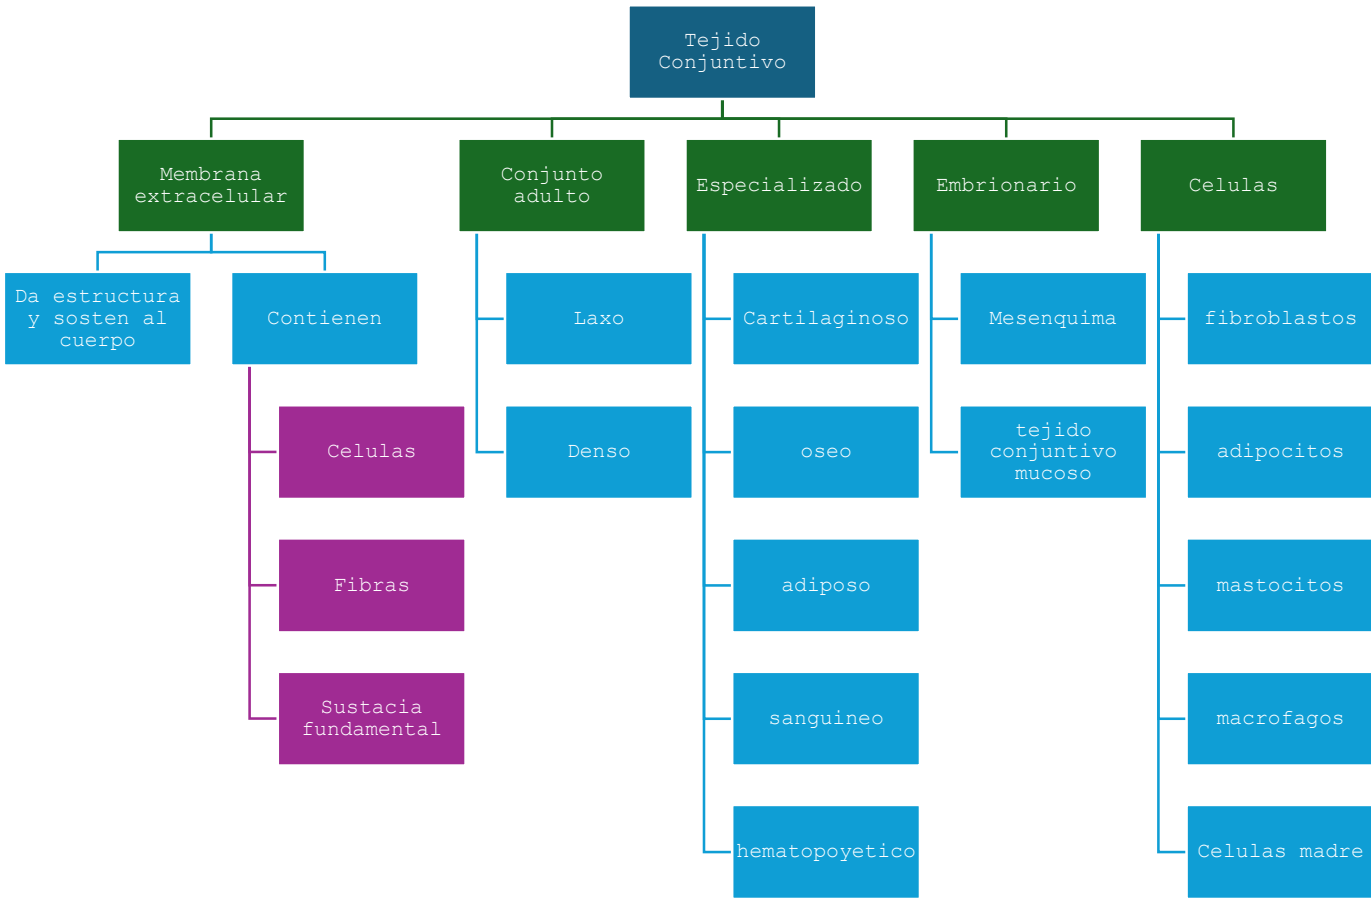 Tejido
Conjuntivo
Membrana
extracelular
Conjunto
adulto
Especializado
Embrionario
Celulas
Da estructura
y sosten al
cuerpo
Contienen
Laxo
Cartilaginoso
Mesenquima
fibroblastos
Celulas
Denso
oseo
tejido
conjuntivo
mucoso
adipocitos
Fibras
adiposo
mastocitos
Sustacia
fundamental
sanguineo
macrofagos
hematopoyetico
Celulas madre